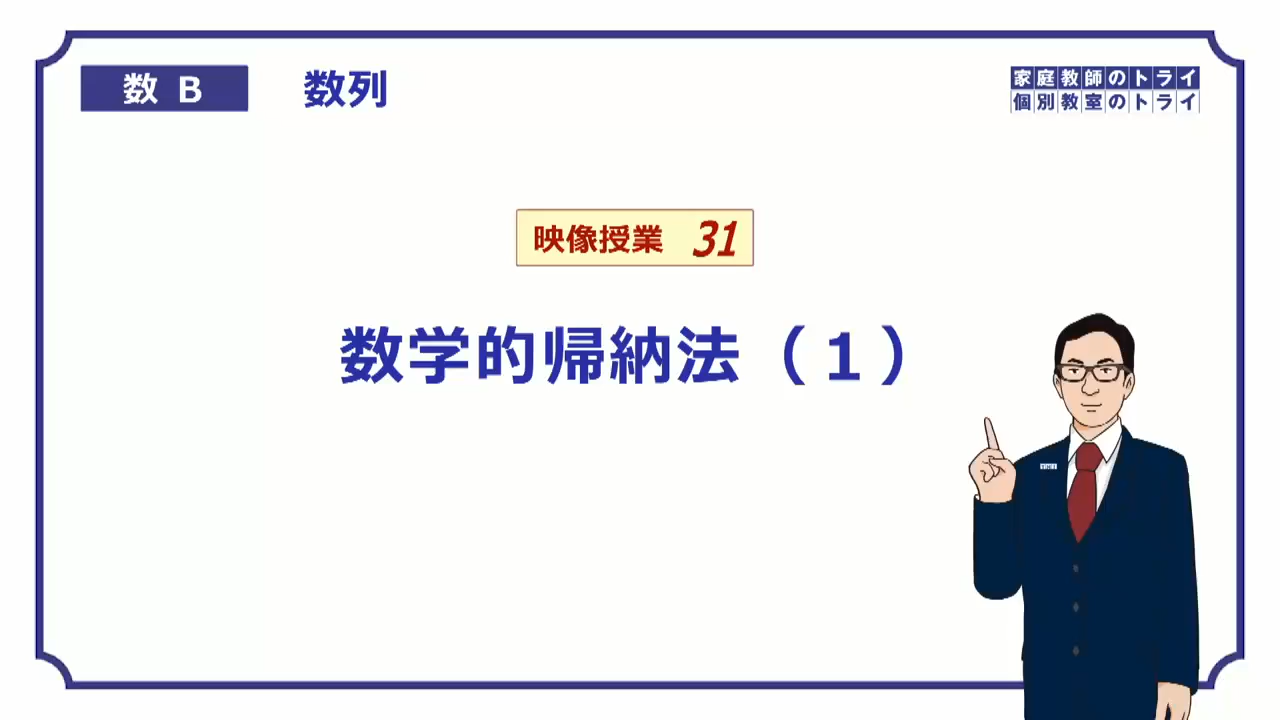 数 B
数列
家庭教師のトライ
個別教室のトライ
映像授業 31
数学的帰納法（１）